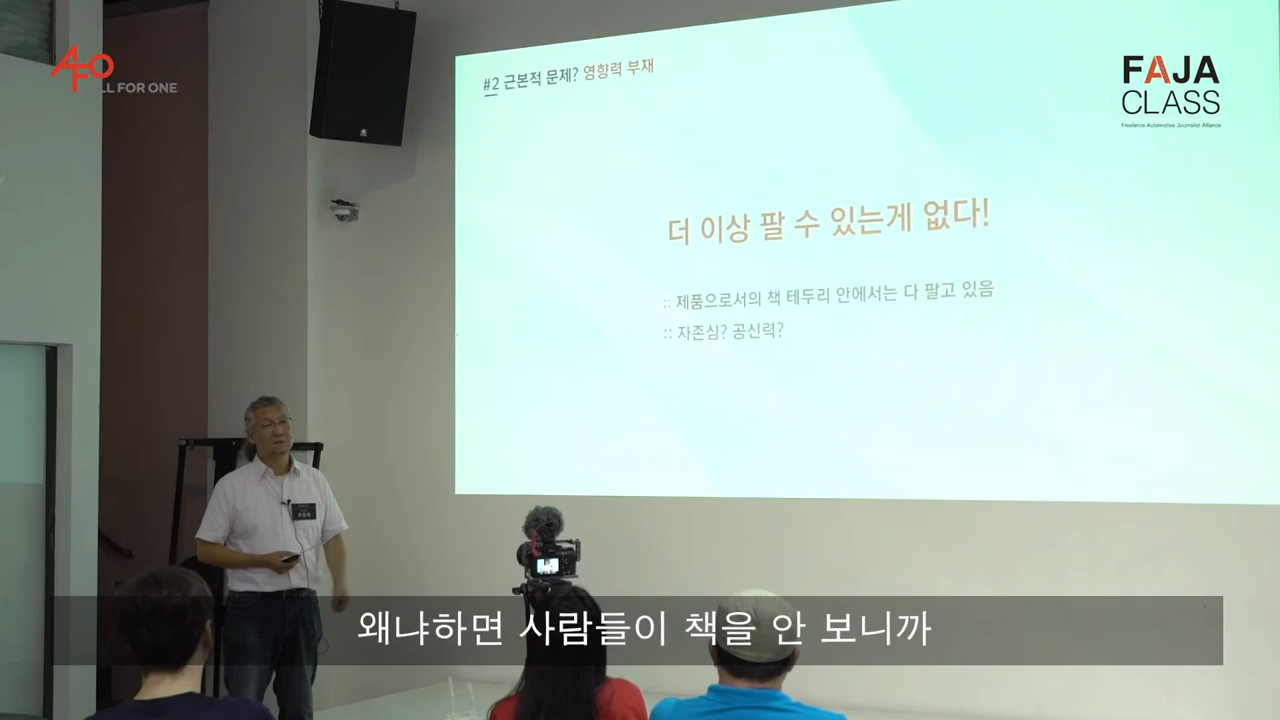 AFO
ALL FOR ONE
#2 근본적 문제? 영향력 부재
FAJA
CLASS
Freelance Automotive Journalist Alliance
더 이상 팔 수 있는게 없다!
:: 제품으로서의 책 테두리 안에서는 다 팔고 있음
:: 자존심? 공신력?
왜냐하면 사람들이 책을 안 보니까